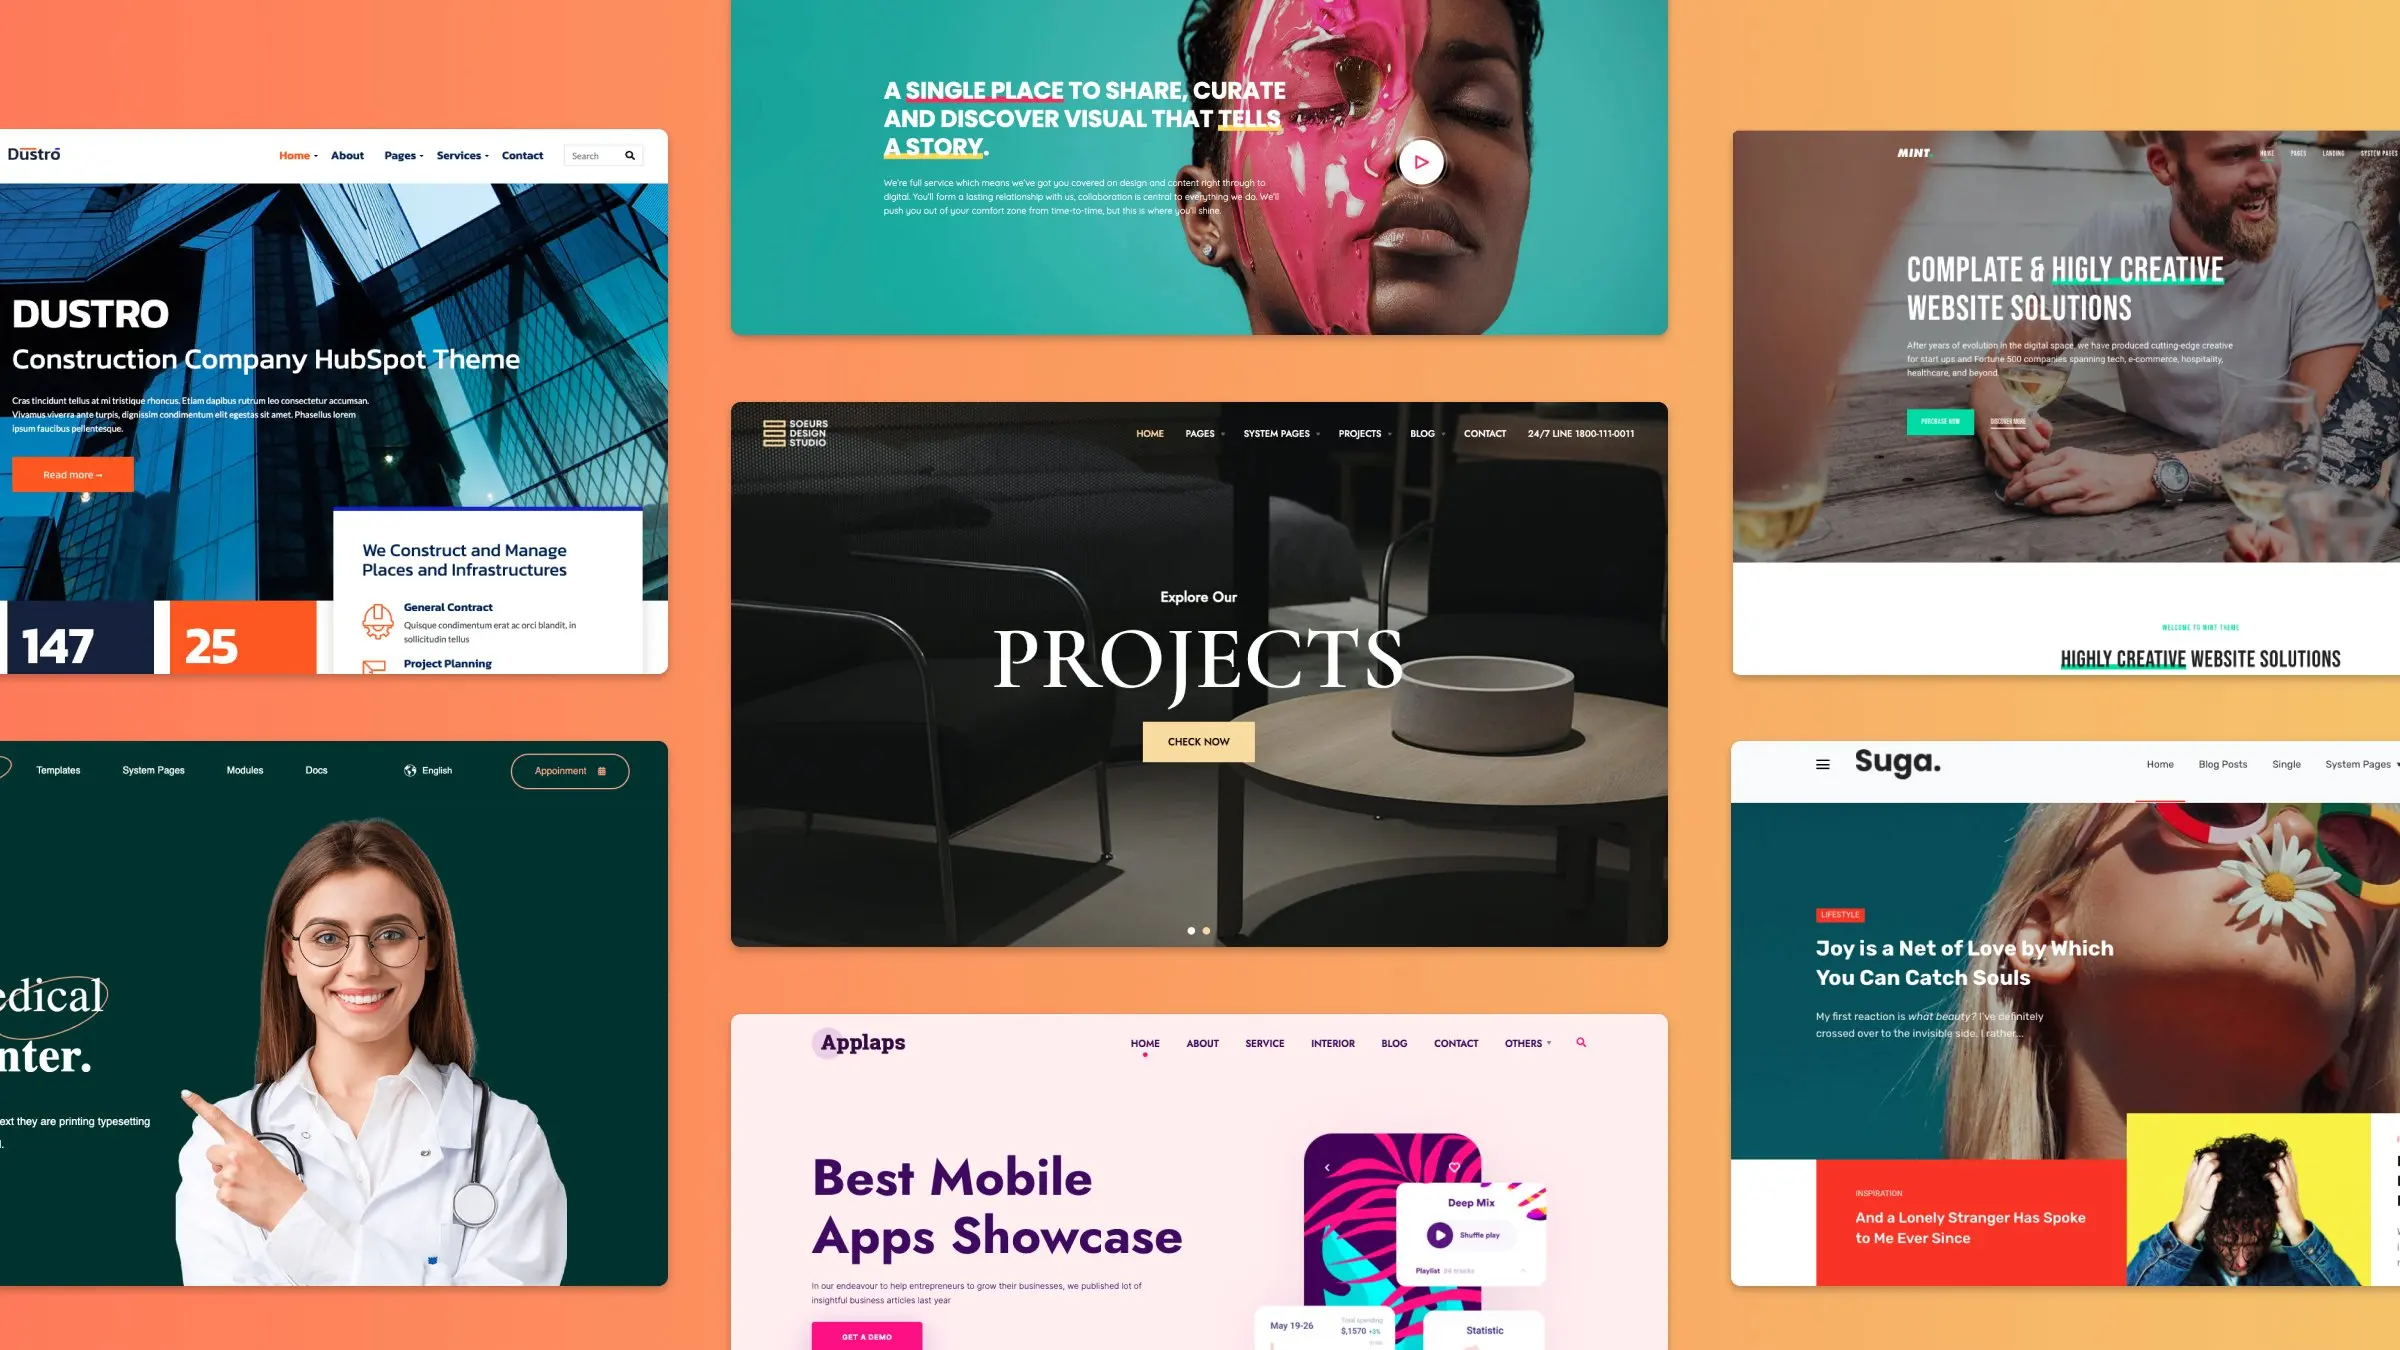 Dustro
Home
About
Pages
Services
Contact
Search
DUSTRO
Construction Company HubSpot Theme
Cras tincidunt tellus at mi tristique rhoncus. Etiam dapibus rutrum leo consectetur accumsan.
Vivamus viverra ante turpis, dignissim condimentum elit egestas sit amet. Phasellus lorem
ipsum faucibus pellentesque.
Read more
147
25
We Construct and Manage
Places and Infrastructures
General Contract
Quisque condimentum erat ac orci blandit, in
sollicitudin tellus
Project Planning
Templates
System Pages
Modules
Docs
English
Appoinment
edical
nter.
ext they are printing typesetting
A SINGLE PLACE TO SHARE, CURATE
AND DISCOVER VISUAL THAT TELLS
A STORY.
We're full service which means we've got you covered on design and content right through to
digital. You'll form a lasting relationship with us, collaboration is central to everything we do. We'll
push you out of your comfort zone from time-to-time, but this is where you'll shine.
SOEURS
DESIGN
STUDIO
HOME
PAGES
SYSTEM PAGES
PROJECTS
BLOG
CONTACT
24/7 LINE 1800-111-0011
Explore Our
PROJECTS
CHECK NOW
Applaps
HOME
ABOUT
SERVICE
INTERIOR
BLOG
CONTACT
OTHERS
Best Mobile
Apps Showcase
In our endeavour to help entrepreneurs to grow their businesses, we published lot of
insightful business articles last year
GET A DEMO
Deep Mix
Shuffle play
Playlist
May 19-26
Total spending
$,1570 +3%
Statistic
MINT.
HOME
PAGES
LANDING
SYSTEM PAGES
COMPLATE & HIGLY CREATIVE
WEBSITE SOLUTIONS
After years of evolution in the digital space, we have produced cutting-edge creative
for start ups and Fortune 500 companies spanning tech, e-commerce, hospitality,
healthcare, and beyond.
PURCHASE NOW
DISCOVER MORE
WELCOME TO MINT THEME
HIGHLY CREATIVE WEBSITE SOLUTIONS
Suga.
Home
Blog Posts
Single
System Pages
LIFESTYLE
Joy is a Net of Love by Which
You Can Catch Souls
My first reaction is what beauty? I've definitely
crossed over to the invisible side. I rather...
INSPIRATION
And a Lonely Stranger Has Spoke
to Me Ever Since